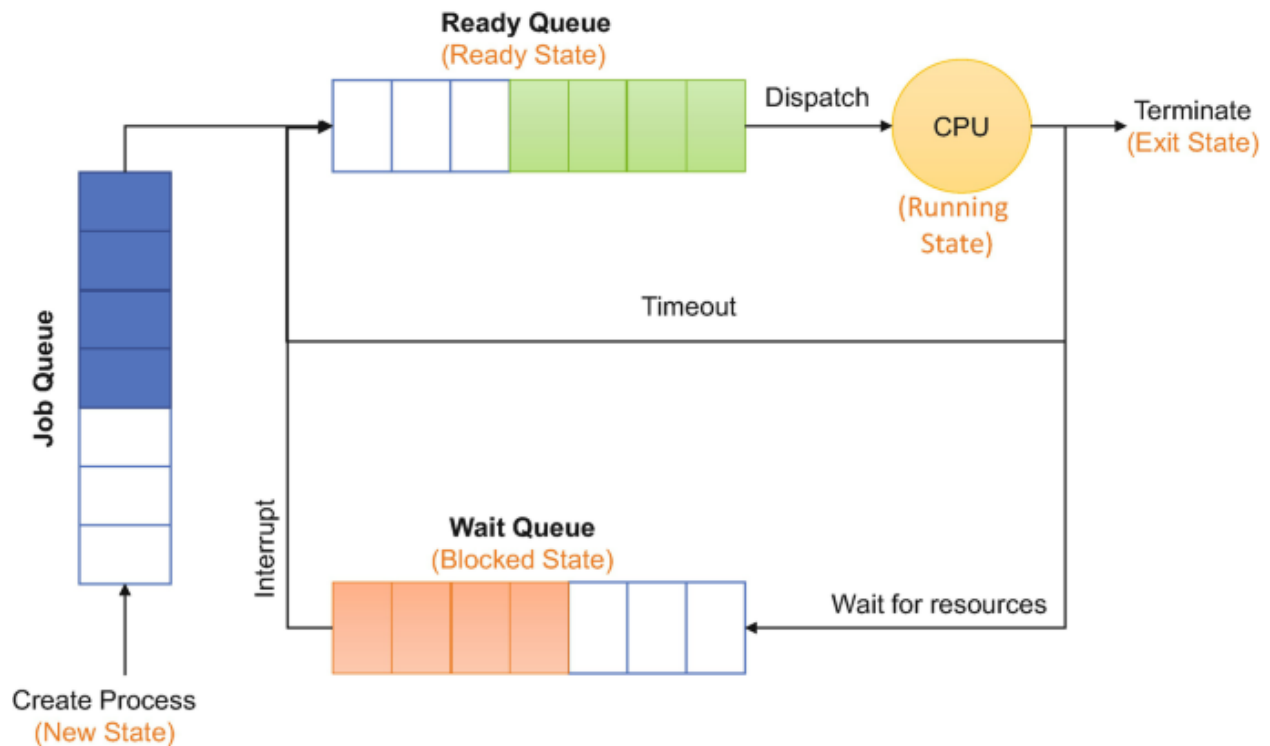 Ready Queue
(Ready State)
Dispatch
CPU
Terminate
(Exit State)
(Running
State)
Timeout
Job Queue
Interrupt
Wait Queue
(Blocked State)
Wait for resources
Create Process
(New State)